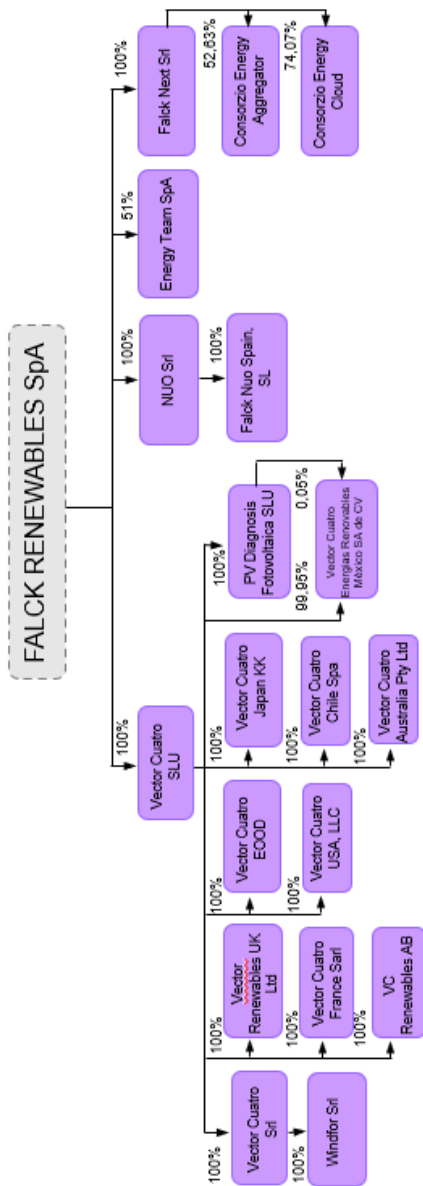 FALCK RENEWABLES SpA
100%
100%
51%
100%
Vector Cuatro
SLU
NUO Srl
Energy Team SpA
Falck Next Srl
100%
52,63%
Falck Nuo Spain,
SL
Consorzio Energy
Aggregator
74,07%
Consorzio Energy
Cloud
100%
100%
100%
100%
100%
Vector Cuatro
Srl
Vector
Renewables UK
Ltd
Vector Cuatro
EOOD
Vector Cuatro
Japan KK
PV Diagnosis
Fotovoltaica SLU
100%
100%
100%
100%
99,95%
0,05%
Windfor Srl
Vector Cuatro
France Sarl
Vector Cuatro
USA, LLC
Vector Cuatro
Chile Spa
Vector Cuatro
Energias Renovables
México SA de CV
100%
100%
VC
Renewables AB
Vector Cuatro
Australia Pty Ltd